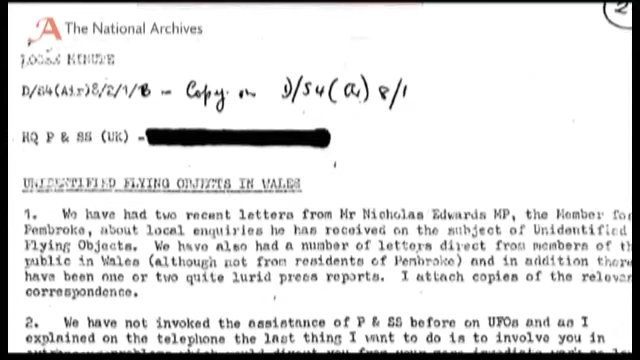 2
The National Archives
LOOSE MINUTE
D/S4(Air)8/2/1/B - Copy on D/S4(Air) 8/1
HQ P & SS (UK) -
UNIDENTIFIED FLYING OBJECTS IN WALES
1. We have had two recent letters from Mr Nicholas Edwards MP, the Member for
Pembroke, about local enquiries he has received on the subject of Unidentified
Flying Objects. We have also had a number of letters direct from members of th
public in Wales (although not from residents of Pembroke) and in addition there
have been one or two quite lurid press reports. I attach copies of the relevan
correspondence.
2. We have not invoked the assistance of P & SS before on UFOs and as I
explained on the telephone the last thing I want to do is to involve you in